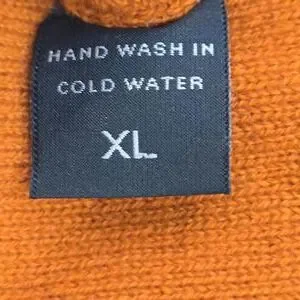 HAND WASH IN
COLD WATER
XL